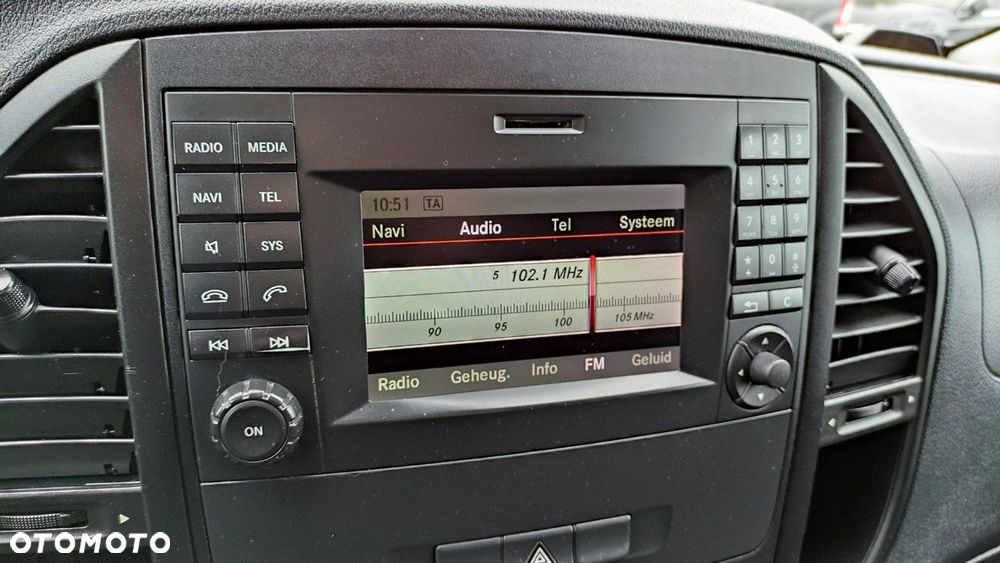 RADIO MEDIA
NAVI TEL
SYS
ON
10:51 TA
Navi Audio Tel Systeem
5 102.1 MHz
90 95 100 105 MHz
Radio Geheug. Info FM Geluid
1 2 3
4 5 6
7 8 9
* 0 #
C
OTOMOTO